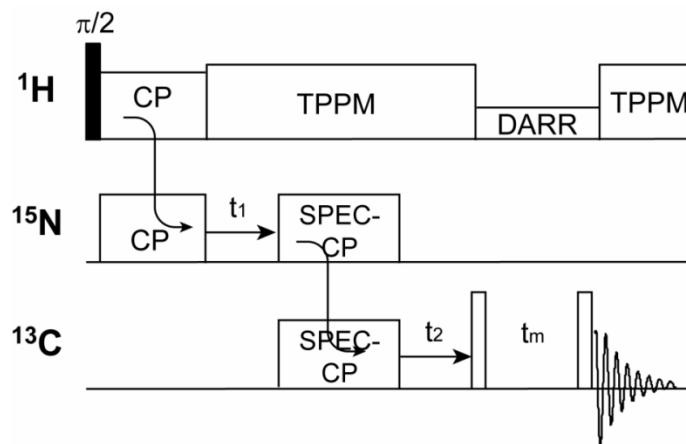 π/2
¹H CP TPPM DARR TPPM
¹⁵N CP t₁ SPEC-
CP
¹³C SPEC-
CP t₂ tₘ